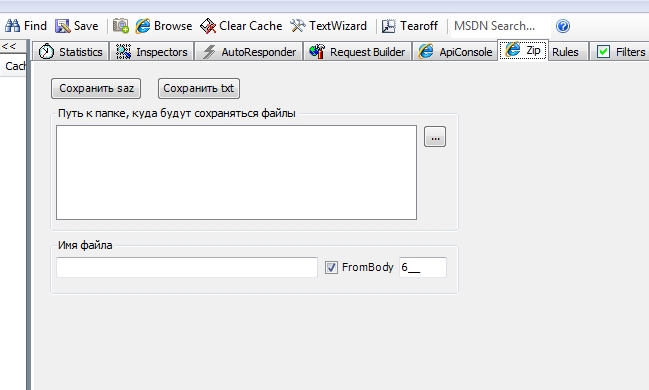 Find Save Browse Clear Cache TextWizard Tearoff MSDN Search...
<< Statistics Inspectors AutoResponder Request Builder ApiConsole Zip Rules Filters
Cach
Сохранить saz Сохранить txt
Путь к папке, куда будут сохраняться файлы
...
Имя файла
FromBody 6__